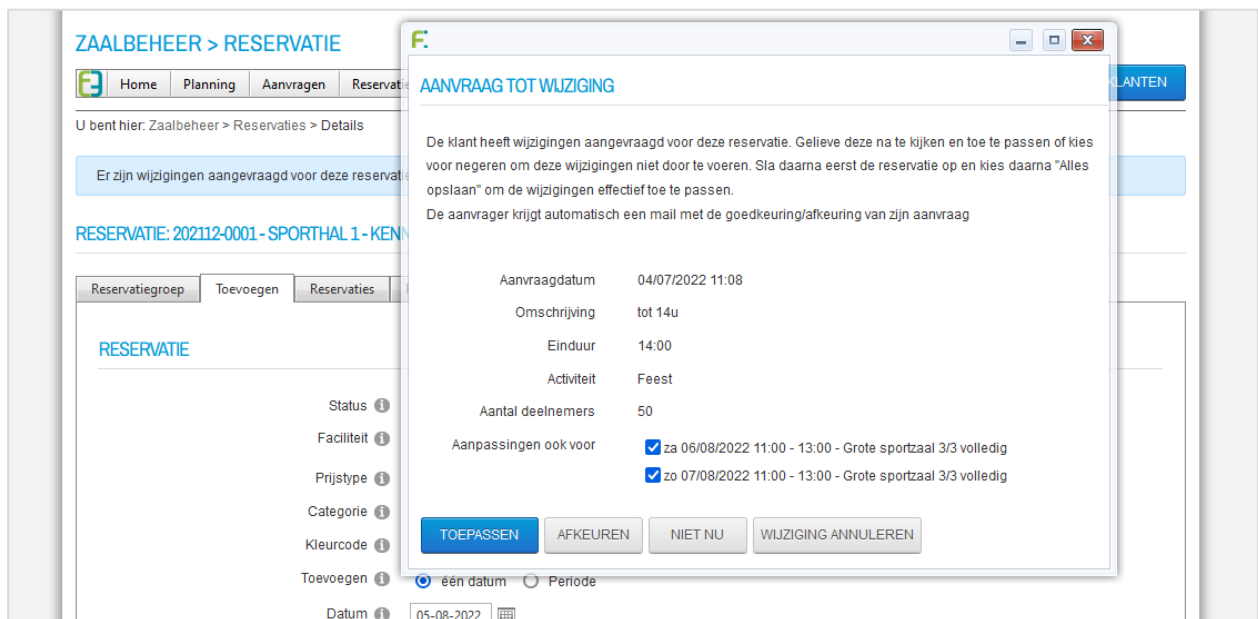 ZAALBEHEER > RESERVATIE
Home Planning Aanvragen
KLANTEN
U bent hier: Zaalbeheer > Reservaties > Details
Er zijn wijzigingen aangevraagd voor deze
RESERVATIE: 202112-0001 - SPORTHAL 1 -
Reservatiegroep Toevoegen Reservaties
RESERVATIE
Status
Faciliteit
Prijstype
Categorie
Kleurcode
Toevoegen één datum Periode
Datum 05-08-2022
AANVRAAG TOT WIJZIGING
De klant heeft wijzigingen aangevraagd voor deze reservatie. Gelieve deze na te kijken en toe te passen of kies
voor negeren om deze wijzigingen niet door te voeren. Sla daarna eerst de reservatie op en kies daarna "Alles
opslaan" om de wijzigingen effectief toe te passen.
De aanvrager krijgt automatisch een mail met de goedkeuring/afkeuring van zijn aanvraag
Aanvraagdatum 04/07/2022 11:08
Omschrijving tot 14u
Einduur 14:00
Activiteit Feest
Aantal deelnemers 50
Aanpassingen ook voor za 06/08/2022 11:00 - 13:00 - Grote sportzaal 3/3 volledig
zo 07/08/2022 11:00 - 13:00 - Grote sportzaal 3/3 volledig
TOEPASSEN AFKEUREN NIET NU WIJZIGING ANNULEREN